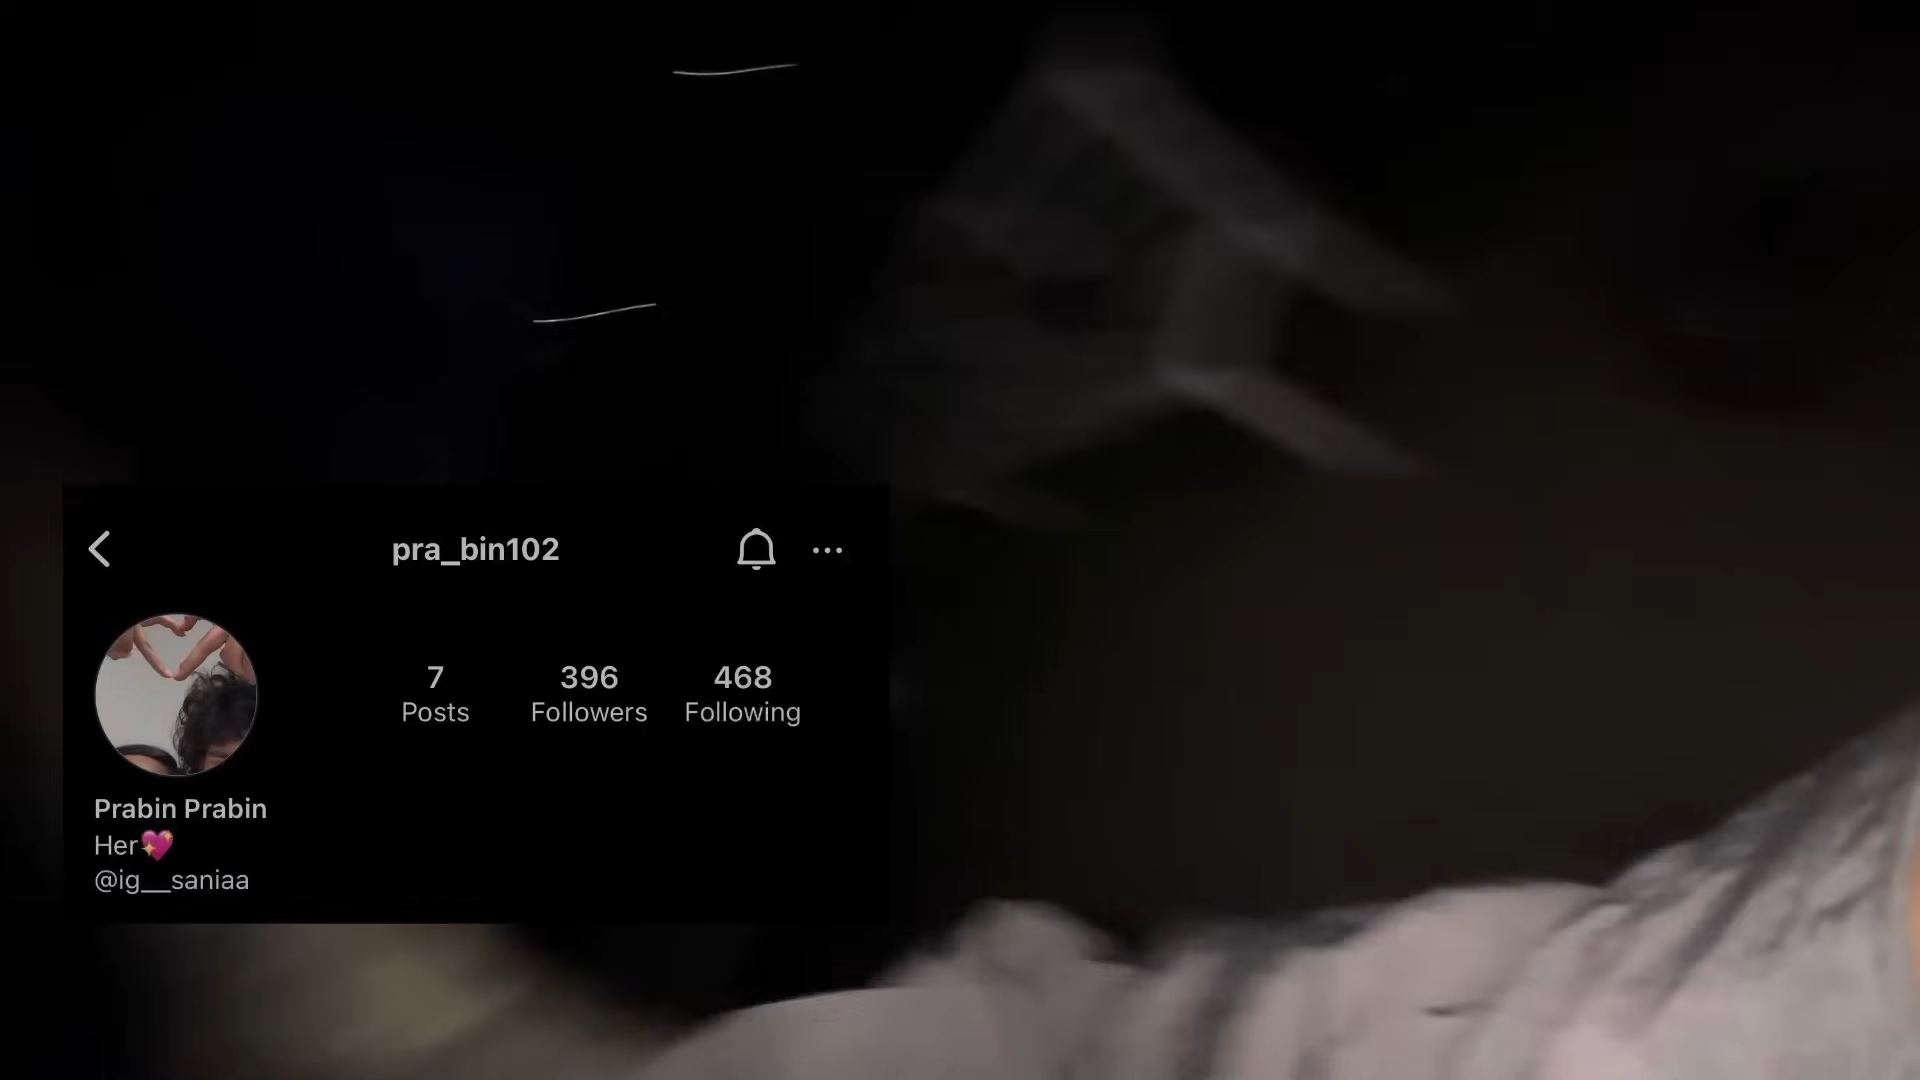 pra_bin102
7 396 468
Posts Followers Following
Prabin Prabin
Her💖
@ig__saniaa